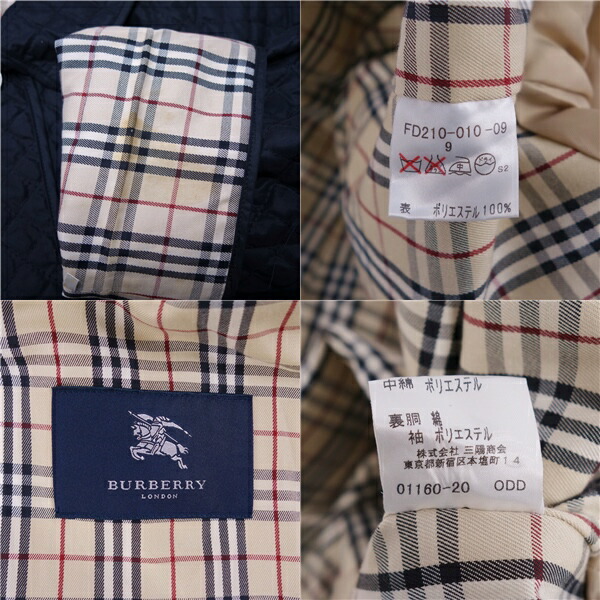 FD210-010-09
9
S2
表 ポリエステル100%
BURBERRY
LONDON
中綿 ポリエステル
裏胴 綿
袖 ポリエステル
株式会社 三陽商会
東京都新宿区本塩町14
01160-20 ODD